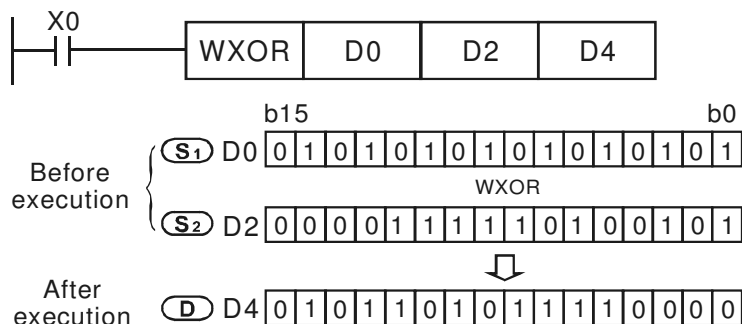 X0
WXOR D0 D2 D4
b15 b0
Before execution
S1 D0 0 1 0 1 0 1 0 1 0 1 0 1 0 1 0 1
WXOR
S2 D2 0 0 0 0 1 1 1 1 1 0 1 0 0 1 0 1
After execution
D D4 0 1 0 1 1 0 1 0 1 1 1 1 0 0 0 0